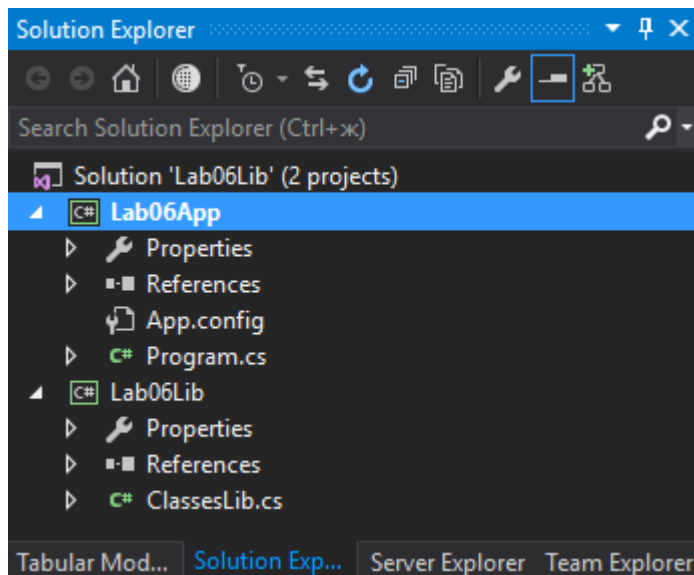 Solution Explorer
Search Solution Explorer (Ctrl+ж)
Solution 'Lab06Lib' (2 projects)
C# Lab06App
Properties
References
App.config
C# Program.cs
C# Lab06Lib
Properties
References
C# ClassesLib.cs
Tabular Mod... Solution Exp... Server Explorer Team Explorer